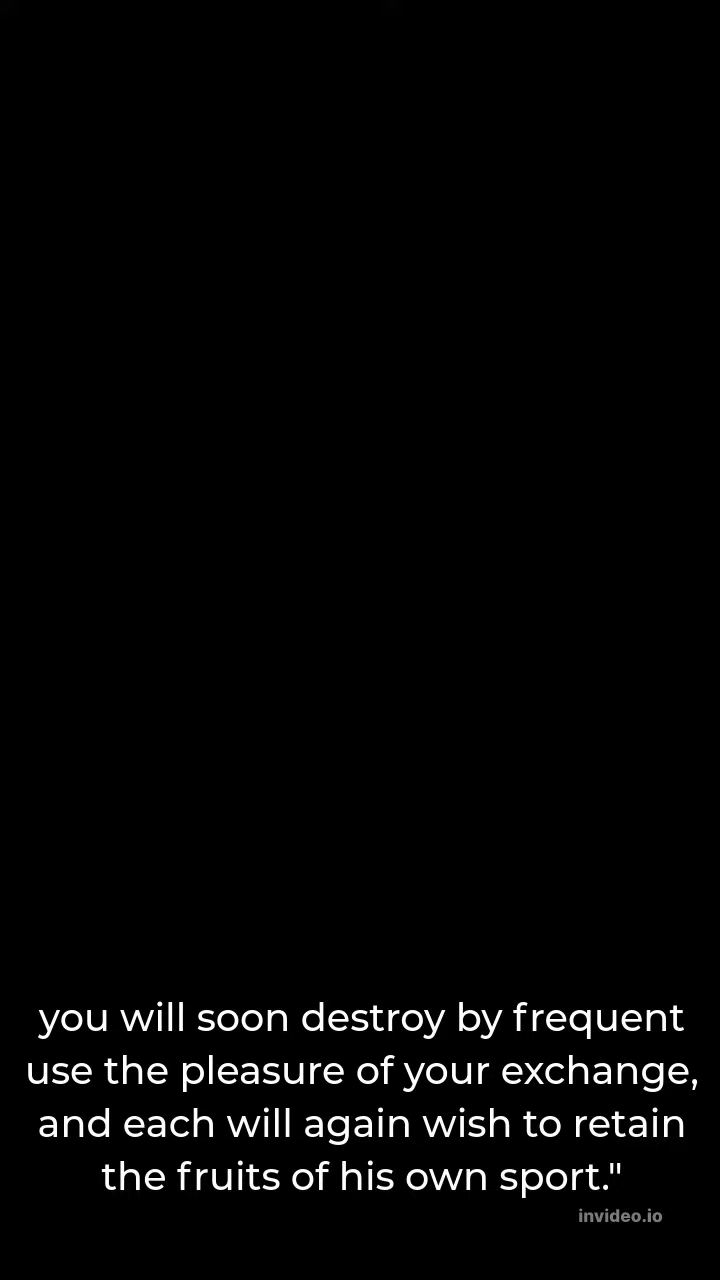 you will soon destroy by frequent
use the pleasure of your exchange,
and each will again wish to retain
the fruits of his own sport."
invideo.io